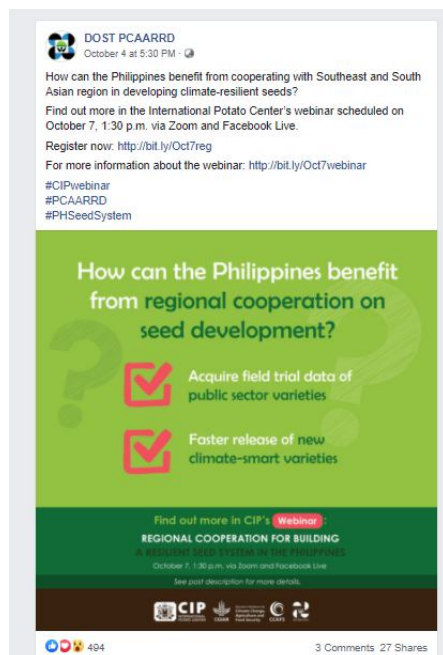 DOST PCAARRD
October 4 at 5:30 PM ·
How can the Philippines benefit from cooperating with Southeast and South
Asian region in developing climate-resilient seeds?
Find out more in the International Potato Center's webinar scheduled on
October 7, 1:30 p.m. via Zoom and Facebook Live.
Register now: http://bit.ly/Oct7reg
For more information about the webinar: http://bit.ly/Oct7webinar
#CIPwebinar
#PCAARRD
#PHSeedSystem
How can the Philippines benefit
from regional cooperation on
seed development?
Acquire field trial data of
public sector varieties
Faster release of new
climate-smart varieties
Find out more in CIP's Webinar :
REGIONAL COOPERATION FOR BUILDING
A RESILIENT SEED SYSTEM IN THE PHILIPPINES
October 7, 1:30 p.m. via Zoom and Facebook Live
See post description for more details.
CIP
CGIAR
CCAFS
494
3 Comments 27 Shares